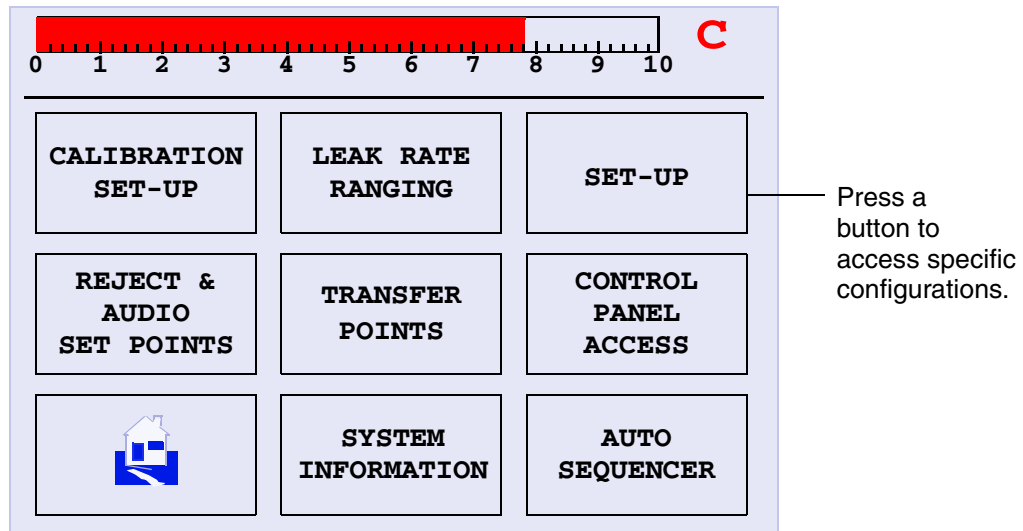 C
0 1 2 3 4 5 6 7 8 9 10
CALIBRATION
SET-UP
LEAK RATE
RANGING
SET-UP
Press a
button to
access specific
configurations.
REJECT &
AUDIO
SET POINTS
TRANSFER
POINTS
CONTROL
PANEL
ACCESS
SYSTEM
INFORMATION
AUTO
SEQUENCER